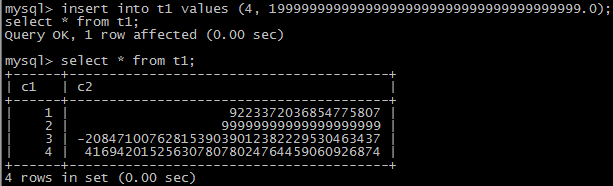 mysql> insert into t1 values (4, 199999999999999999999999999999999999999.0);
select * from t1;
Query OK, 1 row affected (0.00 sec)
mysql> select * from t1;
+------+----------------------------------------+
| c1   | c2                                     |
+------+----------------------------------------+
|    1 |                    9223372036854775807 |
|    2 |                    9999999999999999999 |
|    3 | -2084710076281539039012382229530463437 |
|    4 |  4169420152563078078024764459060926874 |
+------+----------------------------------------+
4 rows in set (0.00 sec)